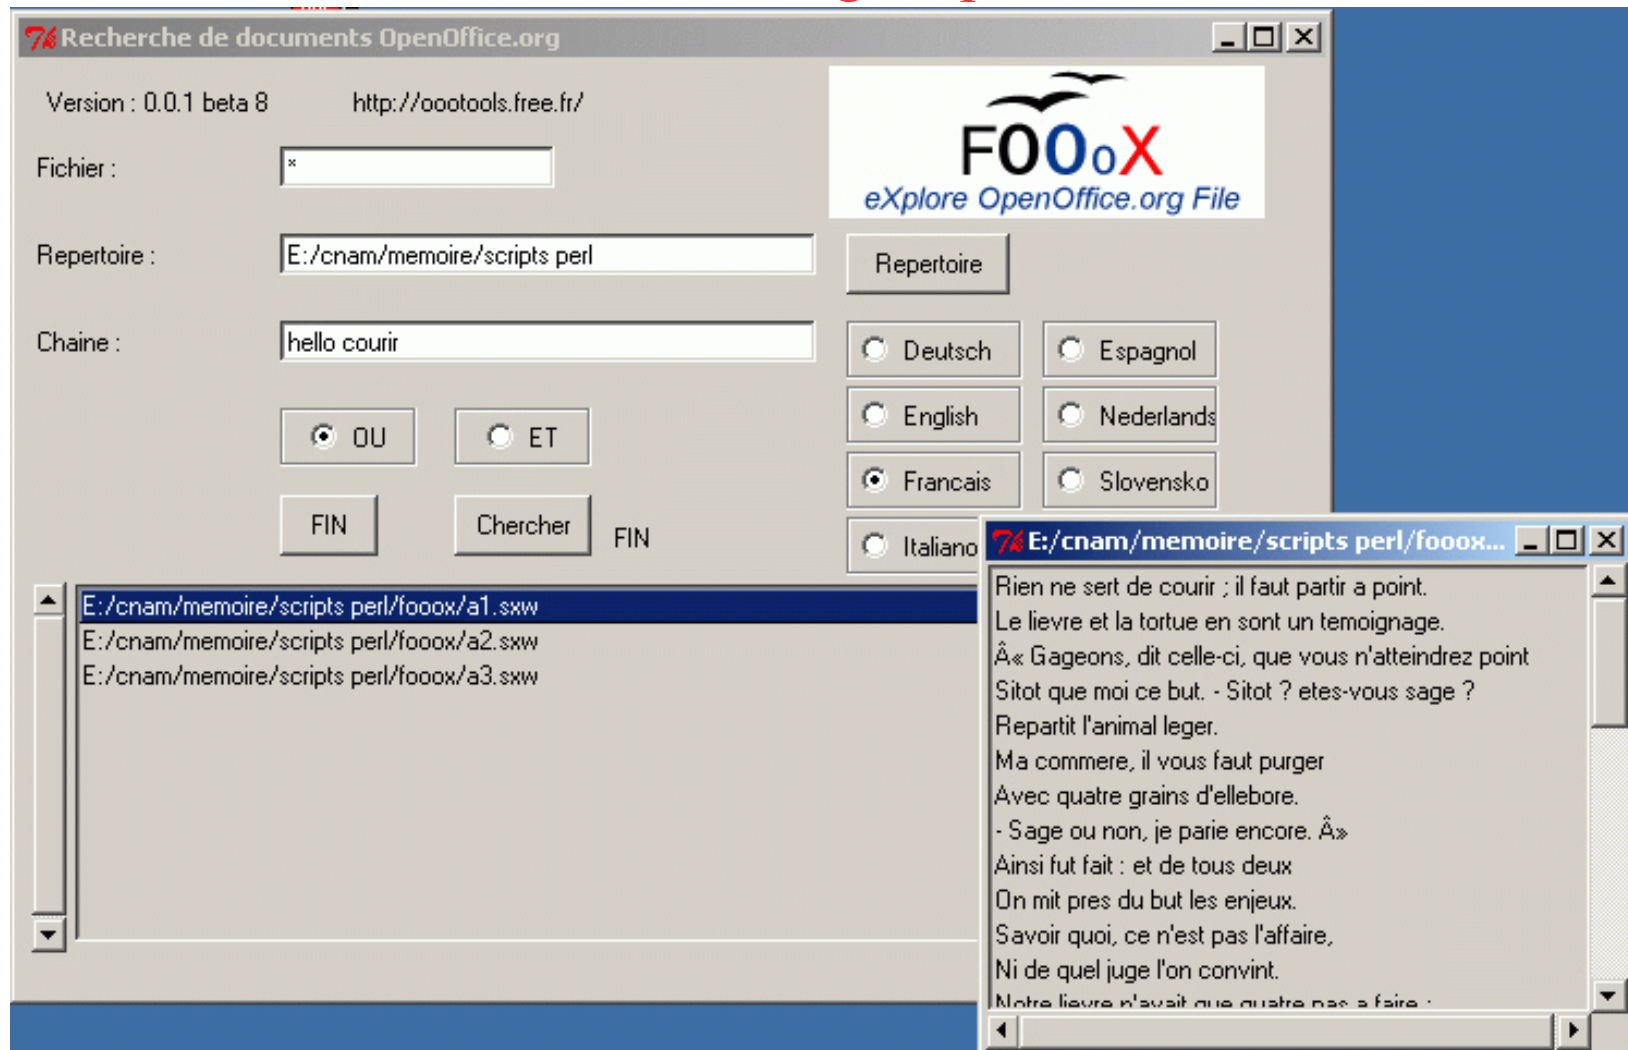 Recherche de documents OpenOffice.org
Version : 0.0.1 beta 8 http://oootools.free.fr/
FOOoX
eXplore OpenOffice.org File
Fichier : *
Repertoire : E:/cnam/memoire/scripts perl Repertoire
Chaine : hello courir
Deutsch Espagnol
English Nederlands
OU ET
Francais Slovensko
FIN Chercher FIN
Italiano
E:/cnam/memoire/scripts perl/fooox/a1.sxw
E:/cnam/memoire/scripts perl/fooox/a2.sxw
E:/cnam/memoire/scripts perl/fooox/a3.sxw
E:/cnam/memoire/scripts perl/fooox...
Rien ne sert de courir ; il faut partir a point.
Le lievre et la tortue en sont un temoignage.
Â« Gageons, dit celle-ci, que vous n'atteindrez point
Sitot que moi ce but. - Sitot ? etes-vous sage ?
Repartit l'animal leger.
Ma commere, il vous faut purger
Avec quatre grains d'ellebore.
- Sage ou non, je parie encore. Â»
Ainsi fut fait : et de tous deux
On mit pres du but les enjeux.
Savoir quoi, ce n'est pas l'affaire,
Ni de quel juge l'on convint.
Notre lievre n'avait que quatre pas a faire ;